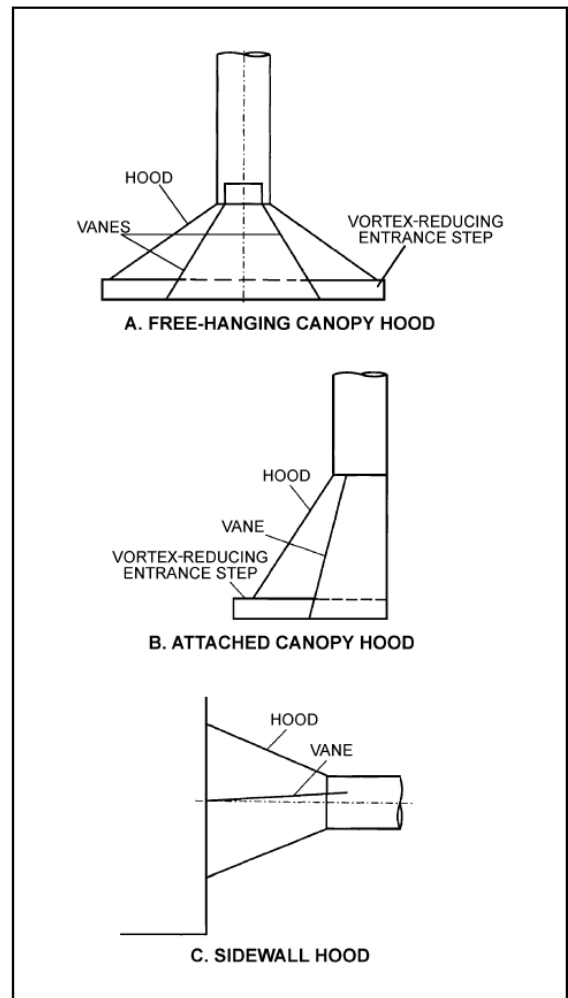 HOOD
VANES
VORTEX-REDUCING
ENTRANCE STEP
A. FREE-HANGING CANOPY HOOD
HOOD
VANE
VORTEX-REDUCING
ENTRANCE STEP
B. ATTACHED CANOPY HOOD
HOOD
VANE
C. SIDEWALL HOOD